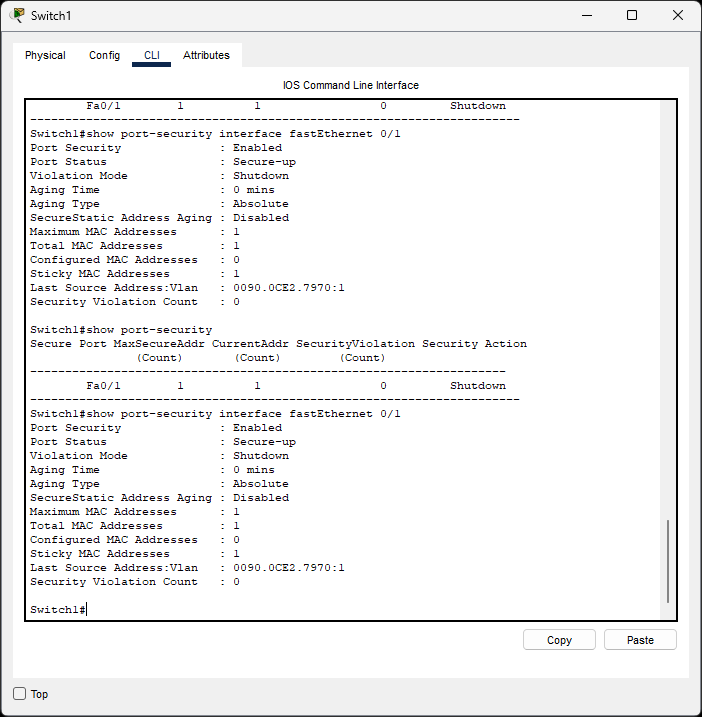 Switch1
Physical Config CLI Attributes
IOS Command Line Interface
Fa0/1 1 1 0 Shutdown
----------------------------------------------------------------------
Switch1#show port-security interface fastEthernet 0/1
Port Security : Enabled
Port Status : Secure-up
Violation Mode : Shutdown
Aging Time : 0 mins
Aging Type : Absolute
SecureStatic Address Aging : Disabled
Maximum MAC Addresses : 1
Total MAC Addresses : 1
Configured MAC Addresses : 0
Sticky MAC Addresses : 1
Last Source Address:Vlan : 0090.0CE2.7970:1
Security Violation Count : 0
Switch1#show port-security
Secure Port MaxSecureAddr CurrentAddr SecurityViolation Security Action
(Count) (Count) (Count)
--------------------------------------------------------------------
Fa0/1 1 1 0 Shutdown
----------------------------------------------------------------------
Switch1#show port-security interface fastEthernet 0/1
Port Security : Enabled
Port Status : Secure-up
Violation Mode : Shutdown
Aging Time : 0 mins
Aging Type : Absolute
SecureStatic Address Aging : Disabled
Maximum MAC Addresses : 1
Total MAC Addresses : 1
Configured MAC Addresses : 0
Sticky MAC Addresses : 1
Last Source Address:Vlan : 0090.0CE2.7970:1
Security Violation Count : 0
Switch1#
Copy Paste
Top